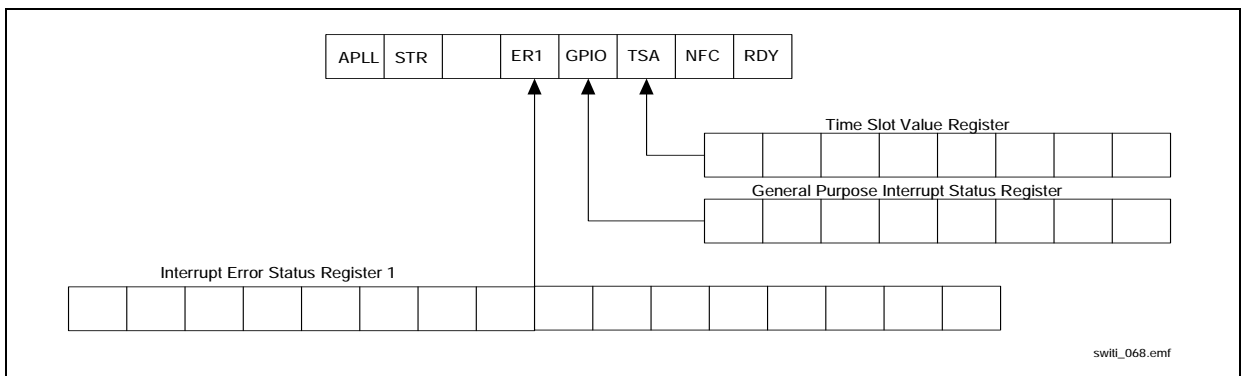 APLL STR ER1 GPIO TSA NFC RDY
Time Slot Value Register
General Purpose Interrupt Status Register
Interrupt Error Status Register 1
switi_068.emf